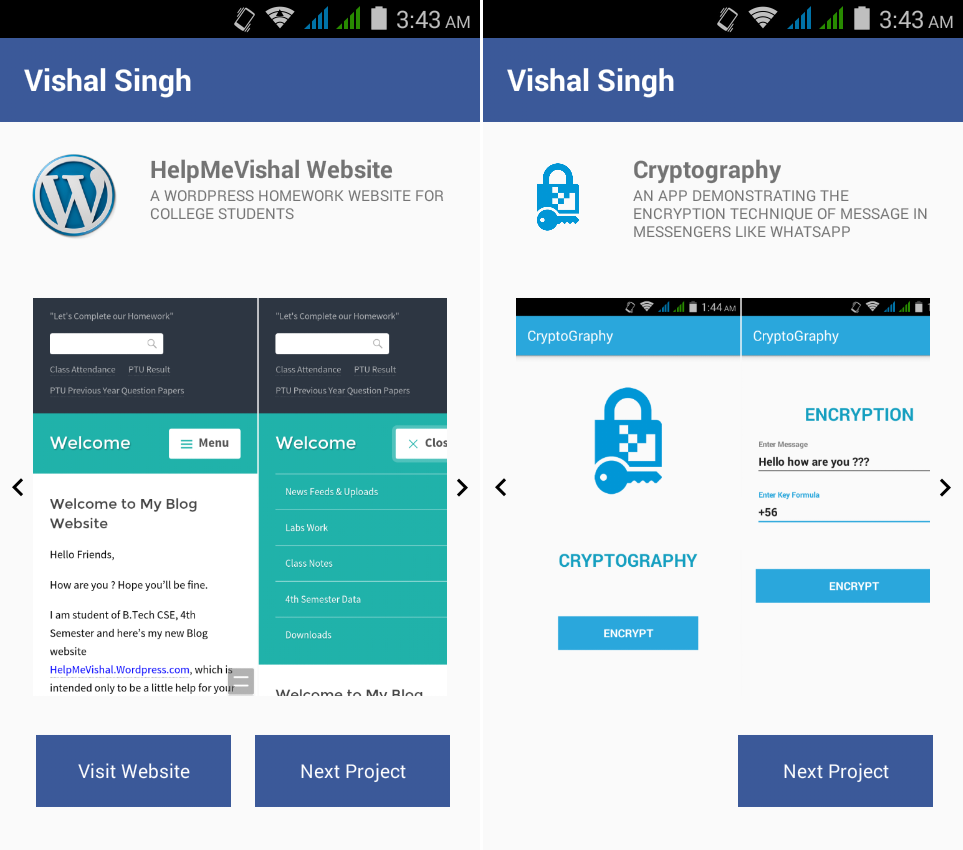 3:43 AM
Vishal Singh
HelpMeVishal Website
A WORDPRESS HOMEWORK WEBSITE FOR
COLLEGE STUDENTS
"Let's Complete our Homework"
Class Attendance PTU Result
PTU Previous Year Question Papers
Welcome
Menu
Welcome to My Blog
Website
Hello Friends,
How are you ? Hope you'll be fine.
I am student of B.Tech CSE, 4th
Semester and here's my new Blog
website
HelpMeVishal.Wordpress.com, which is
intended only to be a little help for your
"Let's Complete our Homework"
Class Attendance PTU Result
PTU Previous Year Question Papers
Welcome
Clos
News Feeds & Uploads
Labs Work
Class Notes
4th Semester Data
Downloads
Welcome to My Blog
Visit Website
Next Project
3:43 AM
Vishal Singh
Cryptography
AN APP DEMONSTRATING THE
ENCRYPTION TECHNIQUE OF MESSAGE IN
MESSENGERS LIKE WHATSAPP
1:44 AM
CryptoGraphy
CRYPTOGRAPHY
ENCRYPT
CryptoGraphy
ENCRYPTION
Enter Message
Hello how are you ???
Enter Key Formula
+56
ENCRYPT
Next Project